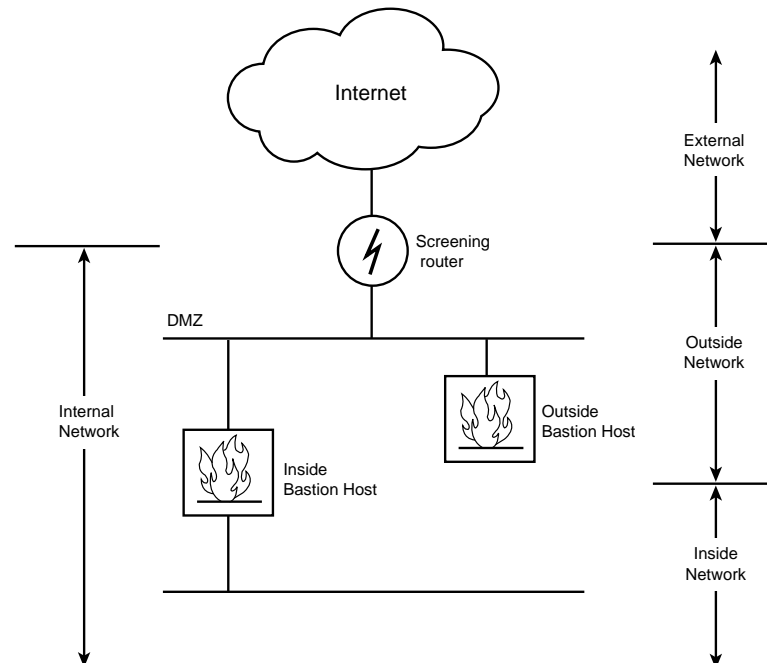 Internet
External
Network
Screening
router
DMZ
Outside
Network
Internal
Network
Outside
Bastion Host
Inside
Bastion Host
Inside
Network